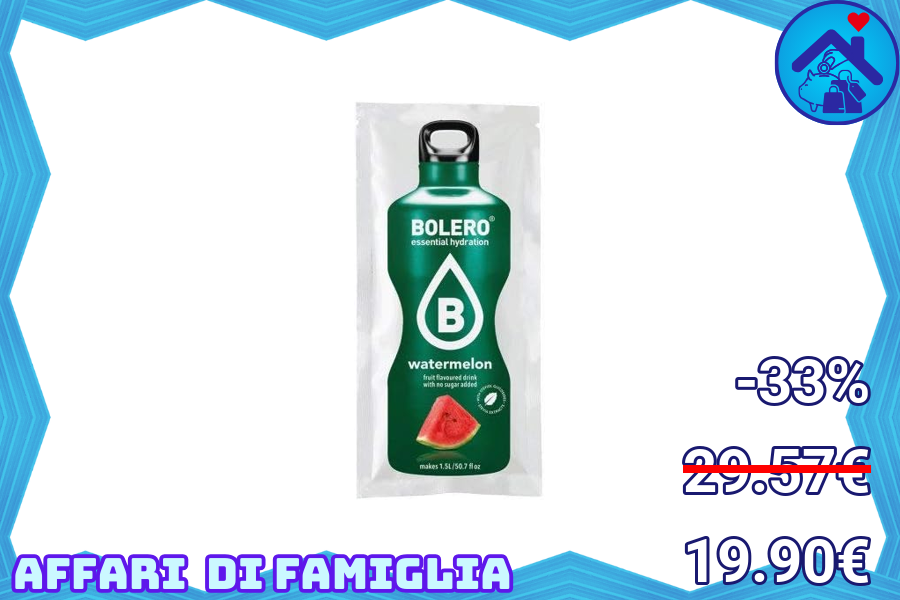 BOLERO®
essential hydration
B
watermelon
fruit flavoured drink
with no sugar added
makes 1.5L/50.7 fl oz
-33%
29.57€
19.90€
AFFARI DI FAMIGLIA